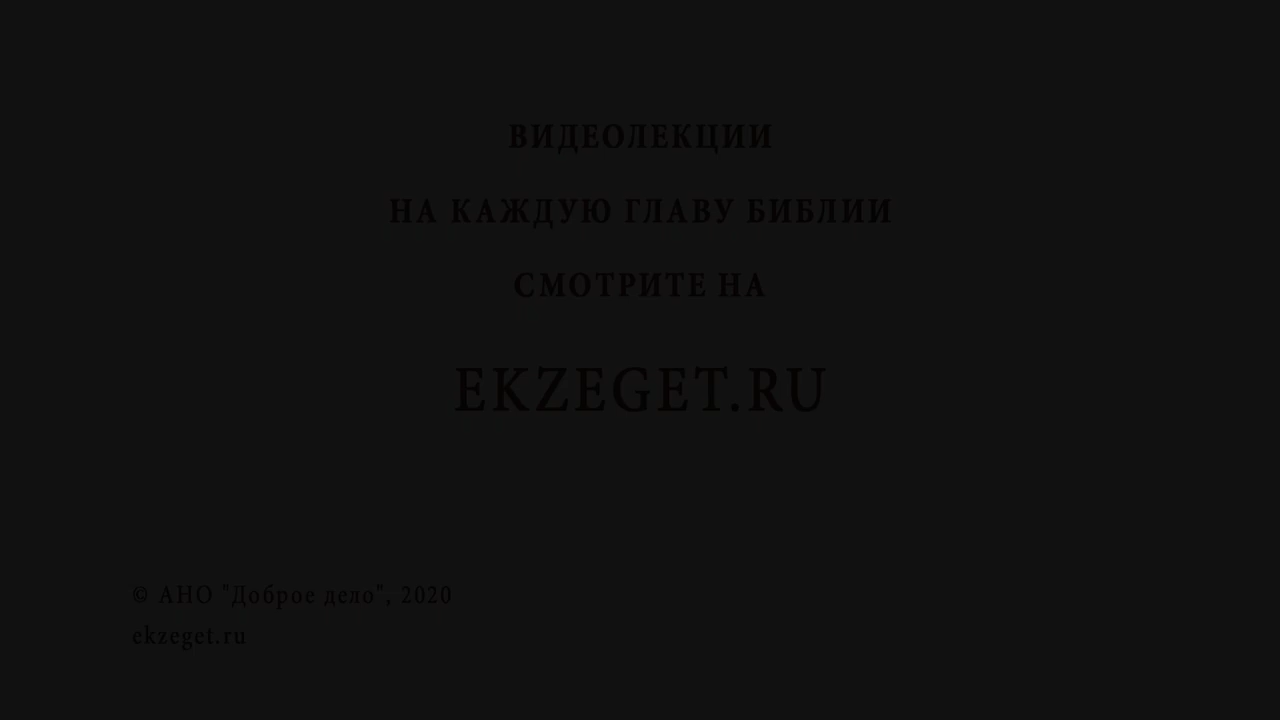 ВИДЕОЛЕКЦИИ
НА КАЖДУЮ ГЛАВУ БИБЛИИ
СМОТРИТЕ НА
EKZEGET.RU
© АНО "Доброе дело", 2020
ekzeget.ru